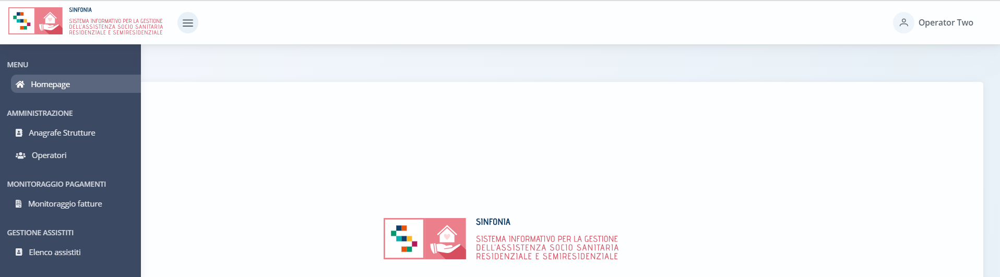 SINFONIA
SISTEMA INFORMATIVO PER LA GESTIONE
DELL'ASSISTENZA SOCIO SANITARIA
RESIDENZIALE E SEMIRESIDENZIALE
Operator Two
MENU
Homepage
AMMINISTRAZIONE
Anagrafe Strutture
Operatori
MONITORAGGIO PAGAMENTI
Monitoraggio fatture
GESTIONE ASSISTITI
Elenco assistiti
SINFONIA
SISTEMA INFORMATIVO PER LA GESTIONE
DELL'ASSISTENZA SOCIO SANITARIA
RESIDENZIALE E SEMIRESIDENZIALE